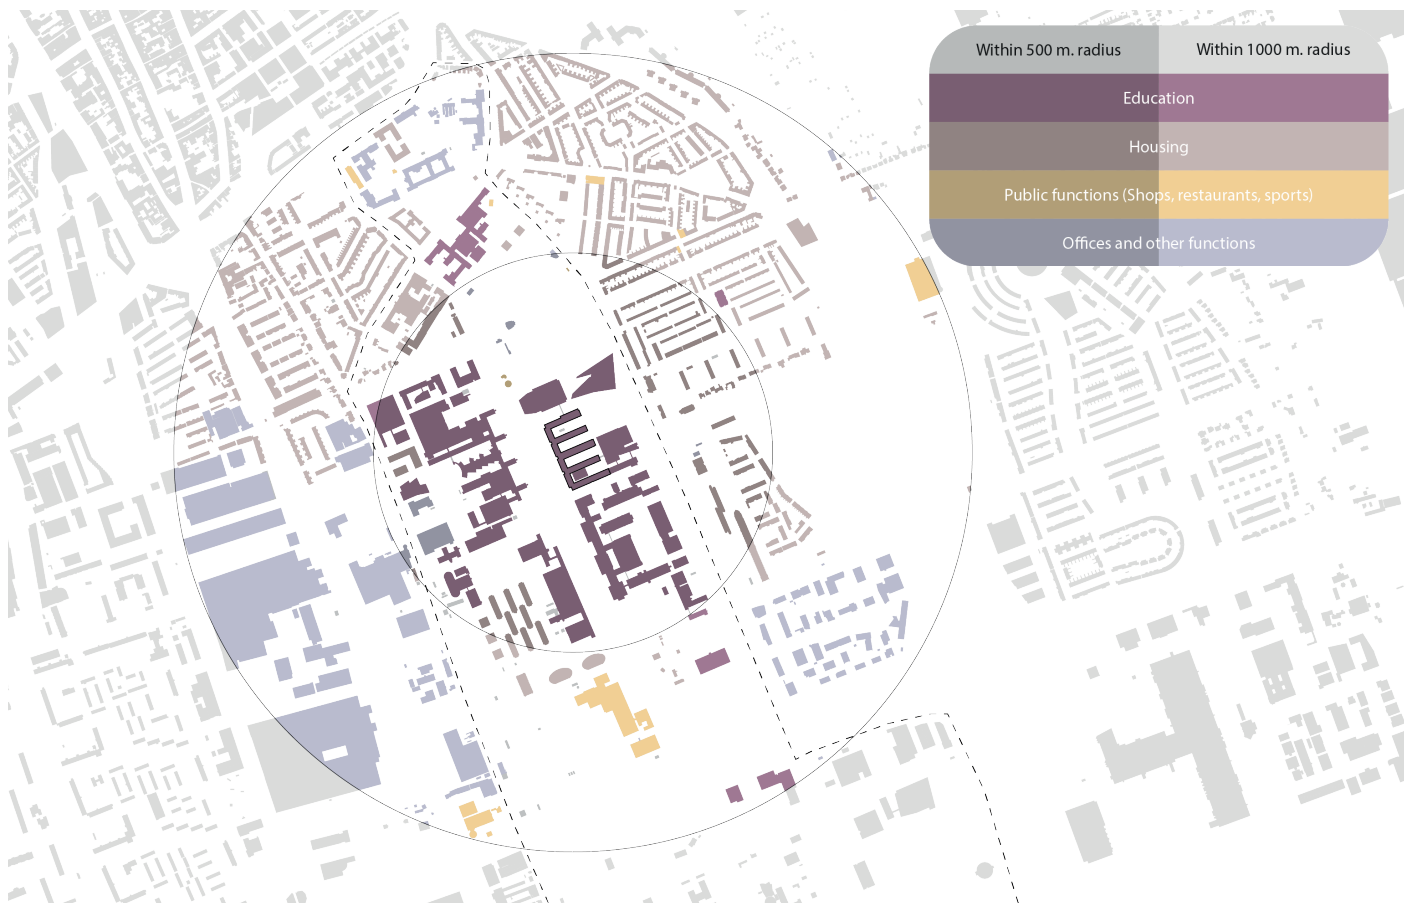 Within 500 m. radius
Within 1000 m. radius
Education
Housing
Public functions (Shops, restaurants, sports)
Offices and other functions